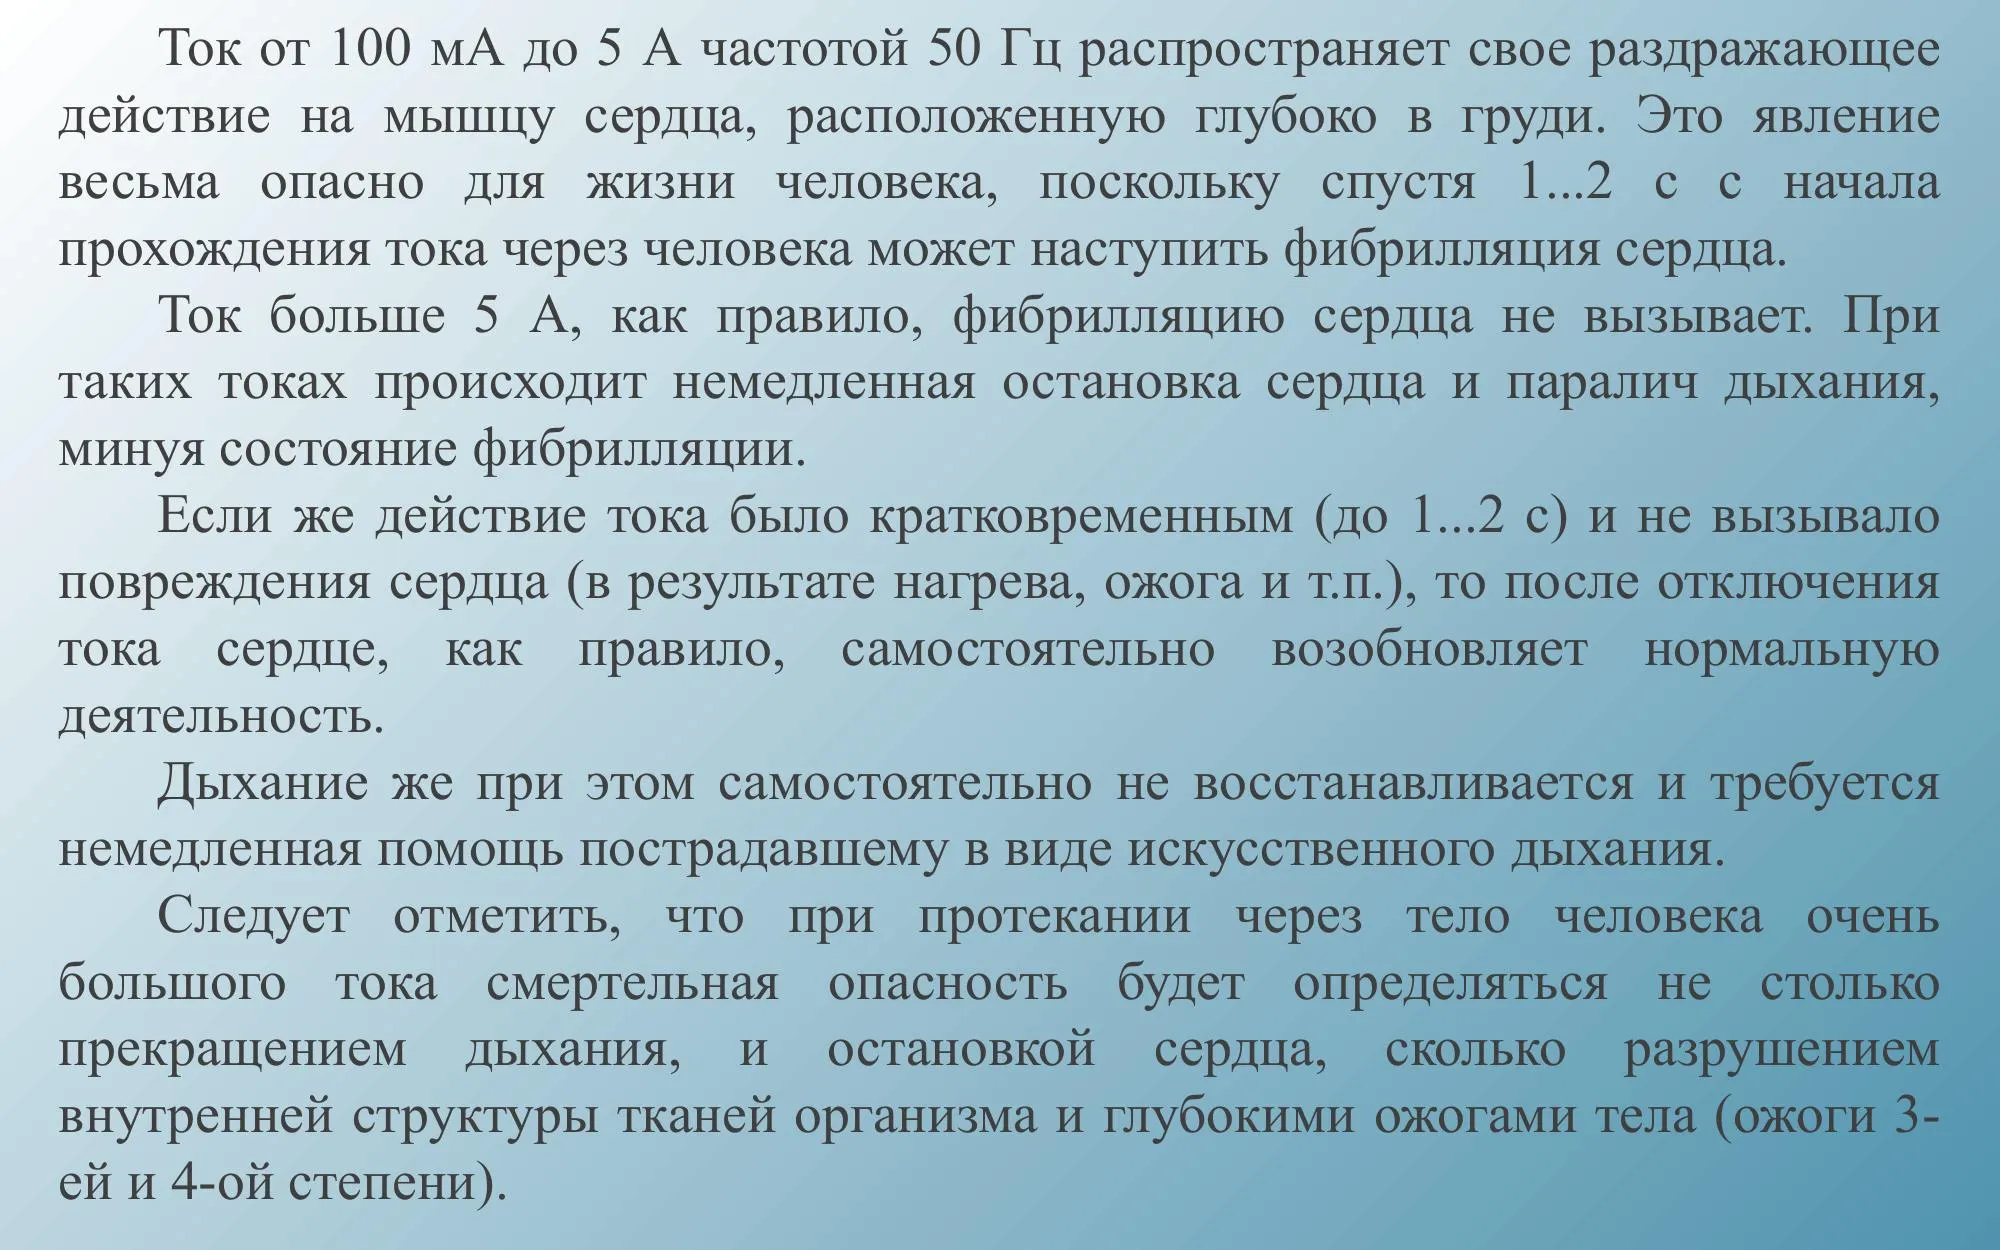 Ток от 100 мА до 5 А частотой 50 Гц распространяет свое раздражающее
действие на мышцу сердца, расположенную глубоко в груди. Это явление
весьма опасно для жизни человека, поскольку спустя 1...2 с с начала
прохождения тока через человека может наступить фибрилляция сердца.
Ток больше 5 А, как правило, фибрилляцию сердца не вызывает. При
таких токах происходит немедленная остановка сердца и паралич дыхания,
минуя состояние фибрилляции.
Если же действие тока было кратковременным (до 1...2 с) и не вызывало
повреждения сердца (в результате нагрева, ожога и т.п.), то после отключения
тока сердце, как правило, самостоятельно возобновляет нормальную
деятельность.
Дыхание же при этом самостоятельно не восстанавливается и требуется
немедленная помощь пострадавшему в виде искусственного дыхания.
Следует отметить, что при протекании через тело человека очень
большого тока смертельная опасность будет определяться не столько
прекращением дыхания, и остановкой сердца, сколько разрушением
внутренней структуры тканей организма и глубокими ожогами тела (ожоги 3-
ей и 4-ой степени).